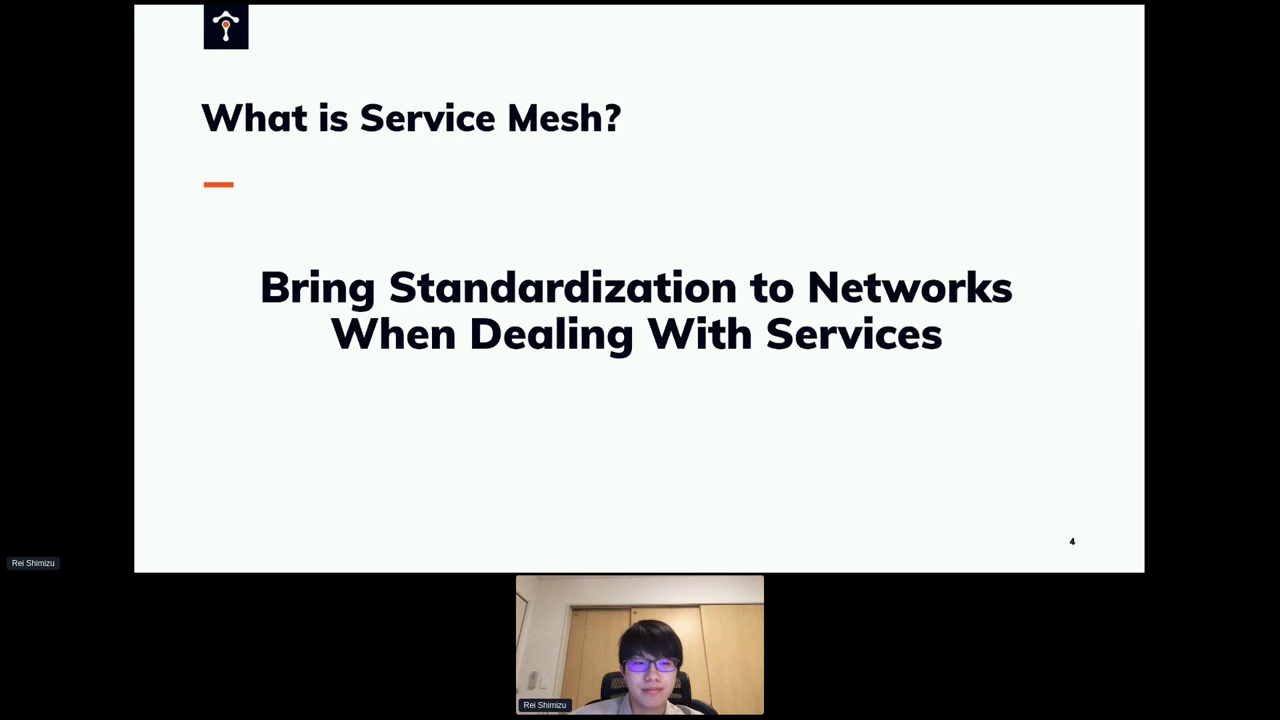 What is Service Mesh?
Bring Standardization to Networks
When Dealing With Services
4
Rei Shimizu
Rei Shimizu